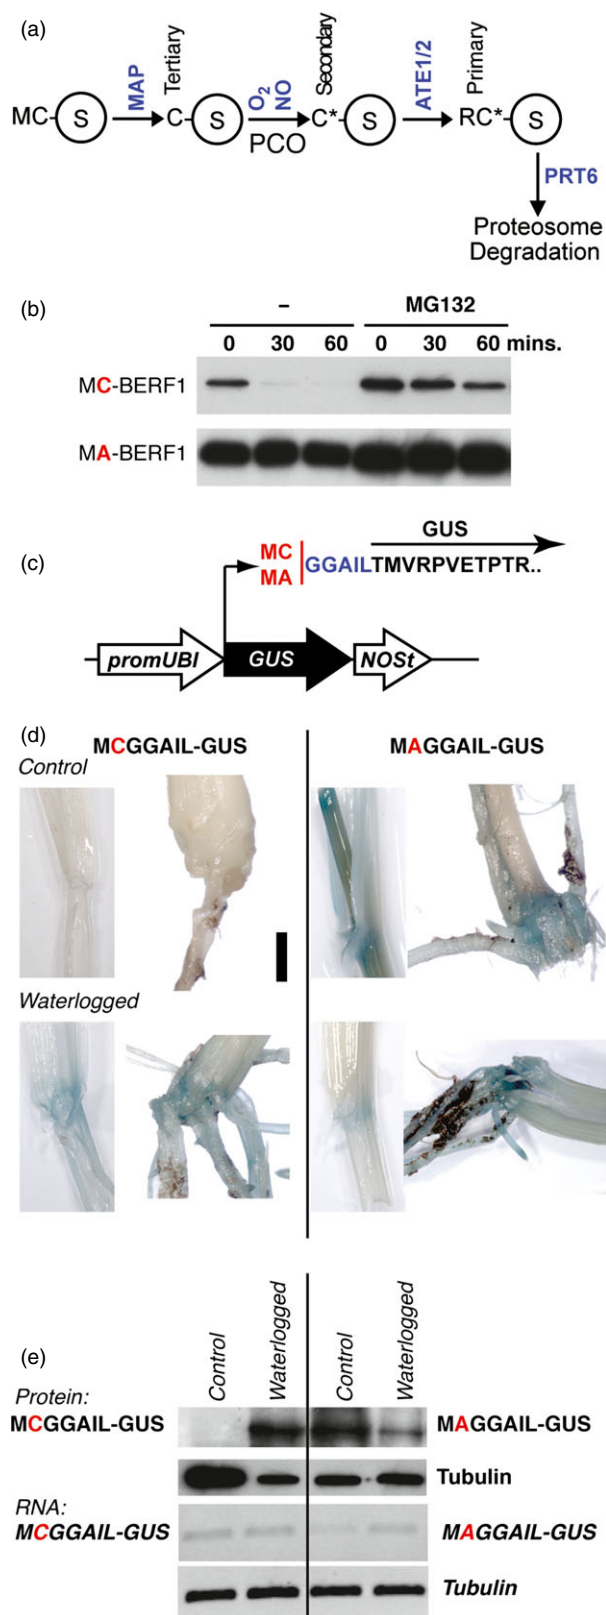 (a)
MC-S MAP Tertiary C-S O2 NO PCO Secondary C*-S ATE1/2 Primary RC*-S
PRT6
Proteosome
Degradation
(b)
– MG132
0 30 60 0 30 60 mins.
MC-BERF1
MA-BERF1
(c)
GUS
MC
MA
GGAILTMVRPVETPTR..
promUBI GUS NOSt
(d)
MCGGAIL-GUS MAGGAIL-GUS
Control
Waterlogged
(e)
Control Waterlogged Control Waterlogged
Protein:
MCGGAIL-GUS MAGGAIL-GUS
Tubulin
RNA:
MCGGAIL-GUS MAGGAIL-GUS
Tubulin